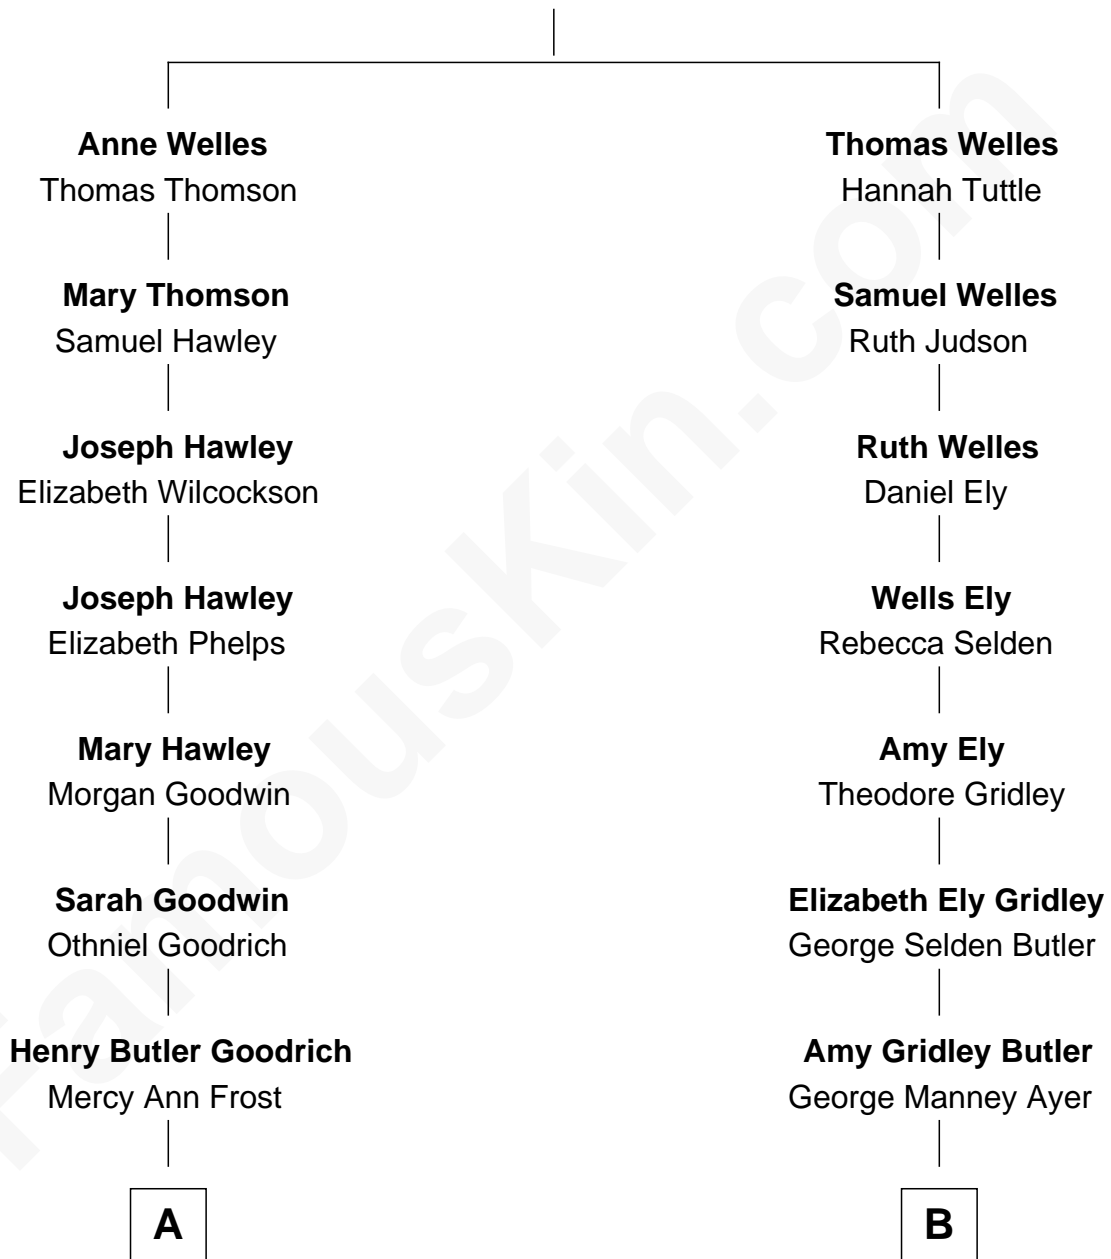 Anne Welles
Thomas Thomson
Mary Thomson
Samuel Hawley
Joseph Hawley
Elizabeth Wilcockson
Joseph Hawley
Elizabeth Phelps
Mary Hawley
Morgan Goodwin
Sarah Goodwin
Othniel Goodrich
Henry Butler Goodrich
Mercy Ann Frost
A
Thomas Welles
Hannah Tuttle
Samuel Welles
Ruth Judson
Ruth Welles
Daniel Ely
Wells Ely
Rebecca Selden
Amy Ely
Theodore Gridley
Elizabeth Ely Gridley
George Selden Butler
Amy Gridley Butler
George Manney Ayer
B
FamousKin.com